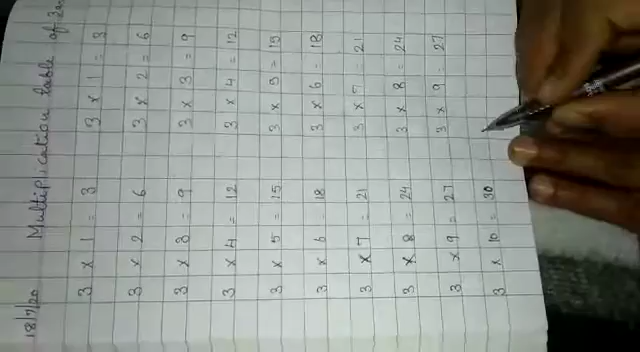 18/7/20 Multiplication table of
3 x 1 = 3 3 x 1 = 3
3 x 2 = 6 3 x 2 = 6
3 x 3 = 9 3 x 3 = 9
3 x 4 = 12 3 x 4 = 12
3 x 5 = 15 3 x 5 = 15
3 x 6 = 18 3 x 6 = 18
3 x 7 = 21 3 x 7 = 21
3 x 8 = 24 3 x 8 = 24
3 x 9 = 27 3 x 9 = 27
3 x 10 = 30